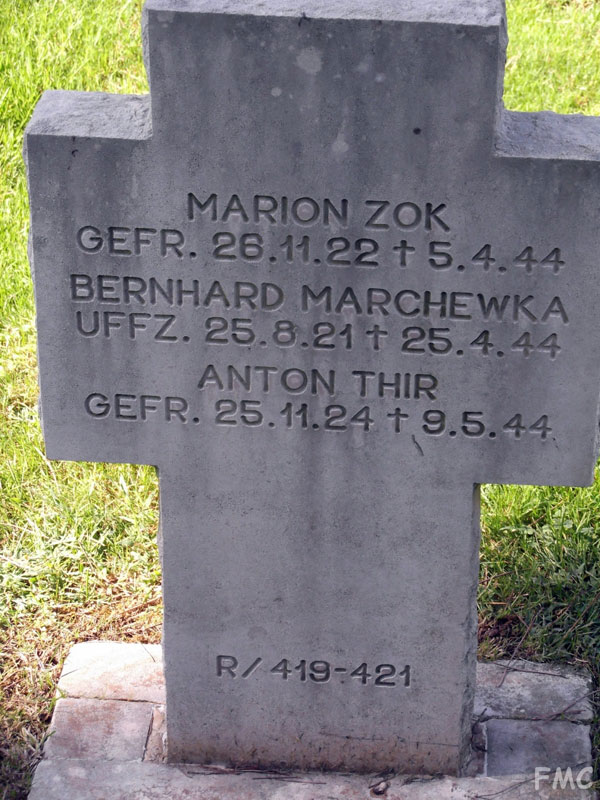 MARION ZOK
GEFR. 26.11.22 † 5.4.44
BERNHARD MARCHEWKA
UFFZ. 25.8.21 † 25.4.44
ANTON THIR
GEFR. 25.11.24 † 9.5.44
R/419-421
FMC